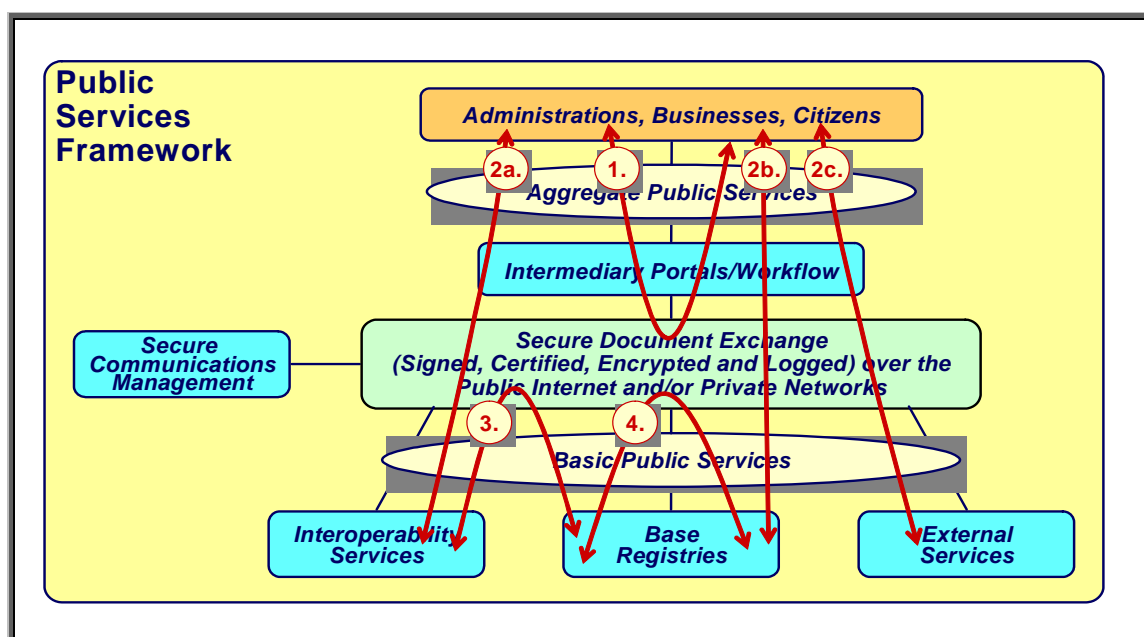 Public
Services
Framework
Administrations, Businesses, Citizens
2a.
1.
2b.
2c.
Aggregate Public Services
Intermediary Portals/Workflow
Secure
Communications
Management
Secure Document Exchange
(Signed, Certified, Encrypted and Logged) over the
Public Internet and/or Private Networks
3.
4.
Basic Public Services
Interoperability
Services
Base
Registries
External
Services